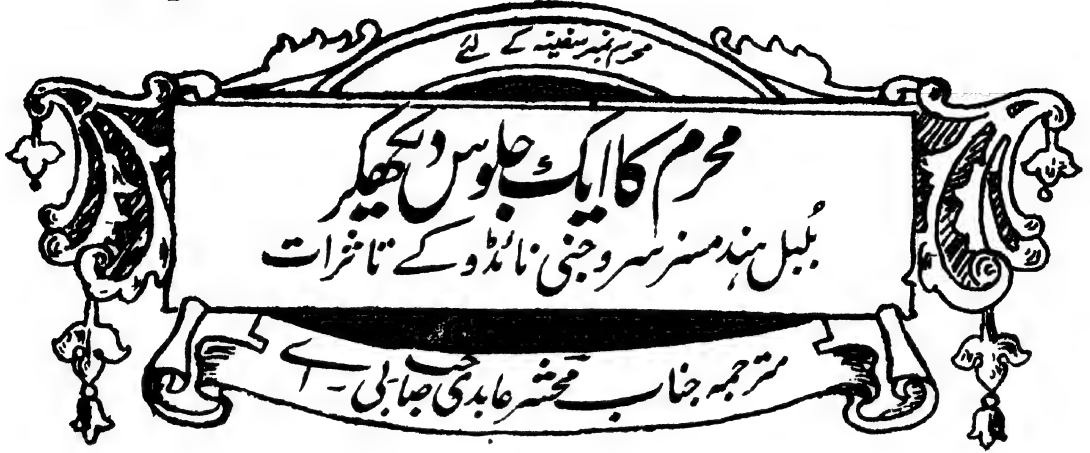 محرم نمبر سفینہ کے لئے
محرم کا ایک جلوس دیکھکر
بُلبل ہند مسز سروجنی نائڈو کے تاثرات
مترجمہ جناب محشر عابدی صاحب بی۔ اے